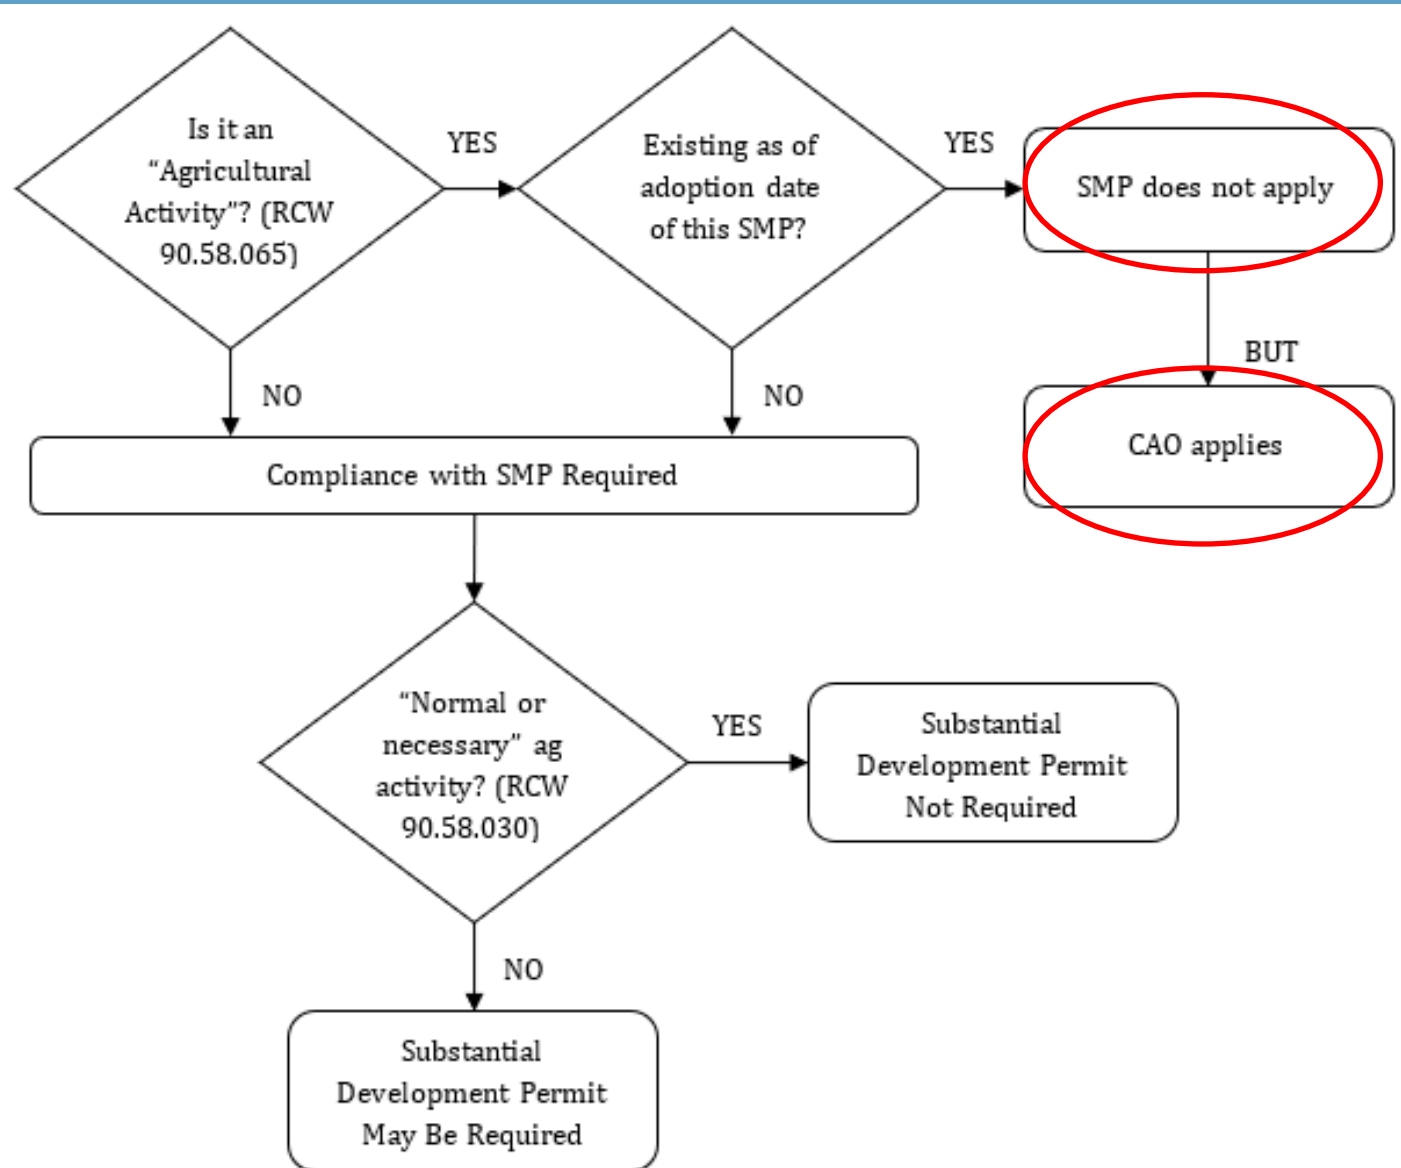 Is it an
“Agricultural
Activity”? (RCW
90.58.065)
YES
Existing as of
adoption date
of this SMP?
YES
SMP does not apply
BUT
CAO applies
NO
NO
Compliance with SMP Required
“Normal or
necessary” ag
activity? (RCW
90.58.030)
YES
Substantial
Development Permit
Not Required
NO
Substantial
Development Permit
May Be Required